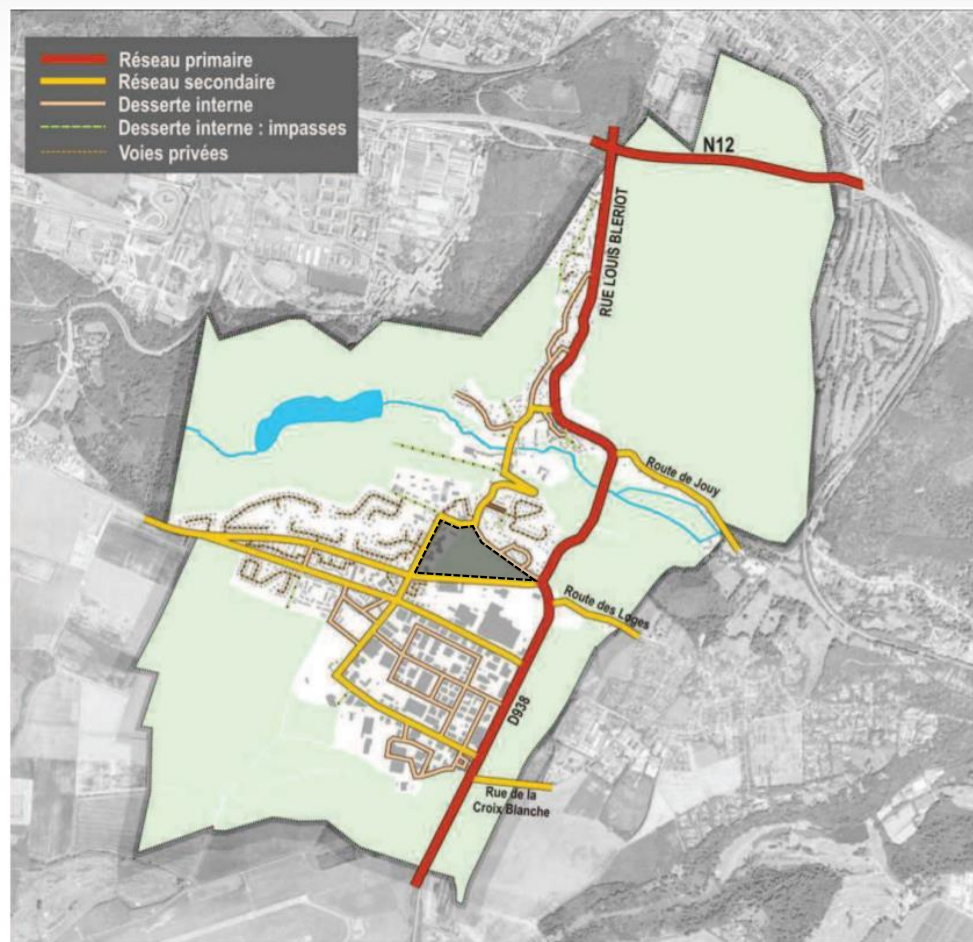 Réseau primaire
Réseau secondaire
Desserte interne
Desserte interne : impasses
Voies privées
N12
RUE LOUIS BLERIOT
Route de Jouy
Route des Loges
D938
Rue de la
Croix Blanche